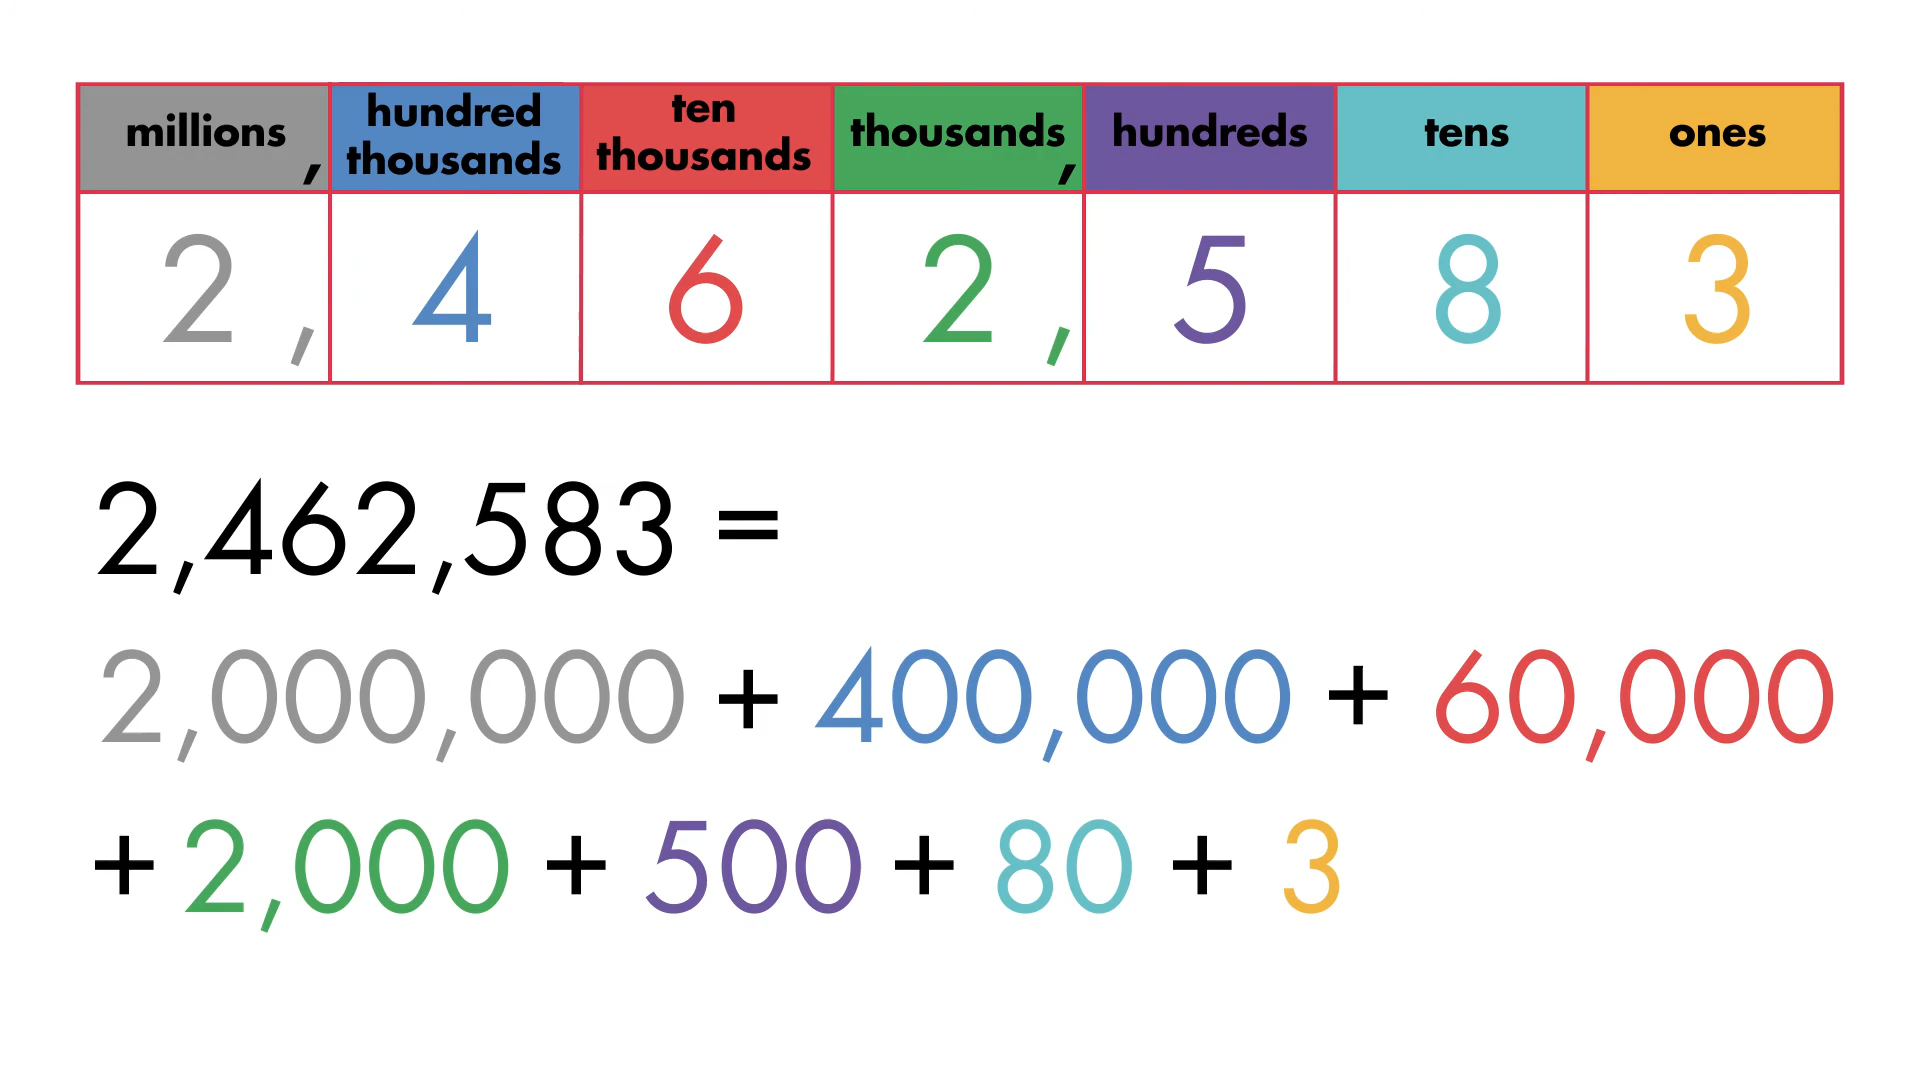 millions, hundred thousands ten thousands thousands, hundreds tens ones
2, 4 6 2, 5 8 3
2,462,583 =
2,000,000 + 400,000 + 60,000
+ 2,000 + 500 + 80 + 3